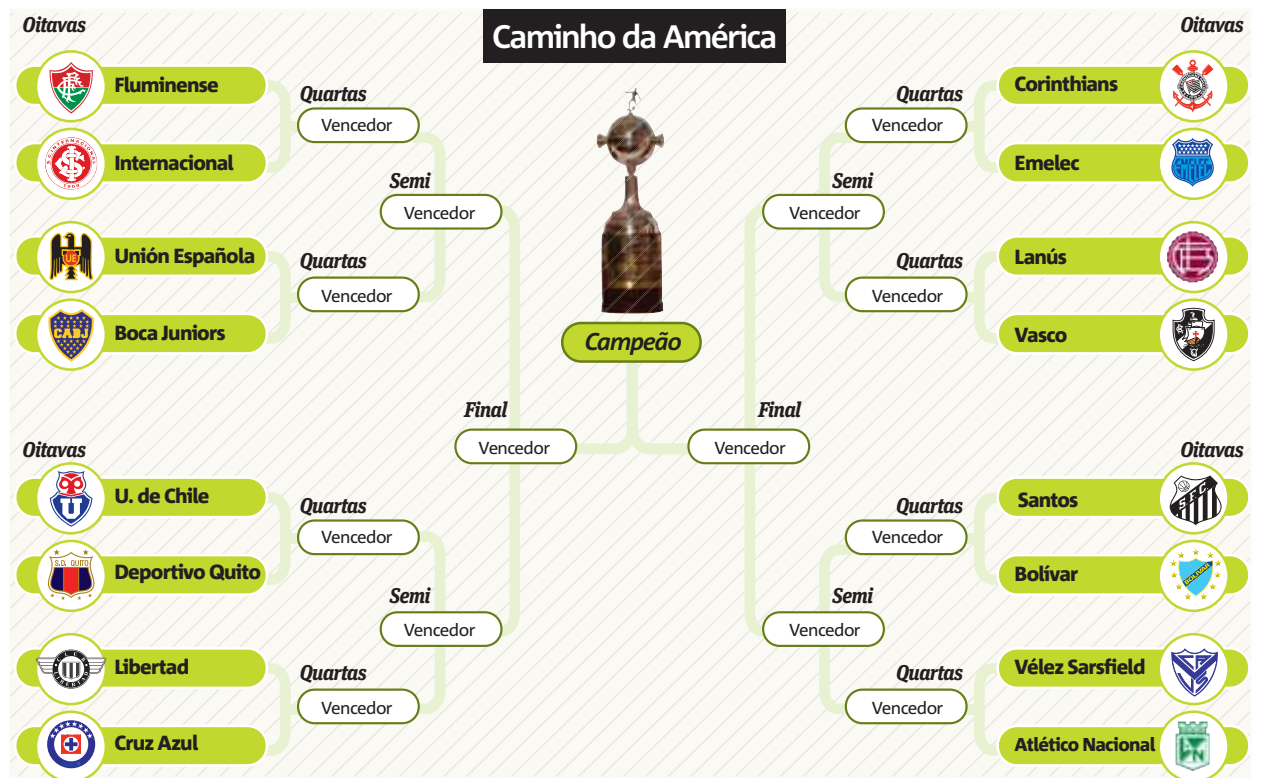 Caminho da América
Oitavas
Fluminense
Internacional
Unión Española
Boca Juniors
Quartas
Vencedor
Quartas
Vencedor
Semi
Vencedor
Oitavas
U. de Chile
Deportivo Quito
S.D. QUITO
Libertad
Cruz Azul
Quartas
Vencedor
Quartas
Vencedor
Semi
Vencedor
Final
Vencedor
Campeão
Final
Vencedor
Oitavas
Corinthians
Emelec
EMELEC
Lanús
Vasco
Quartas
Vencedor
Quartas
Vencedor
Semi
Vencedor
Oitavas
Santos
Bolívar
BOLIVAR
Vélez Sarsfield
Atlético Nacional
Quartas
Vencedor
Quartas
Vencedor
Semi
Vencedor